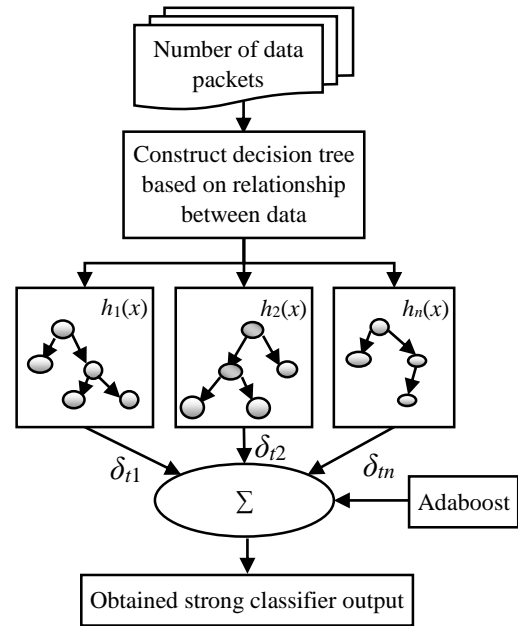 Number of data
packets
Construct decision tree
based on relationship
between data
h1(x)
h2(x)
hn(x)
δt1
δt2
δtn
Σ
Adaboost
Obtained strong classifier output